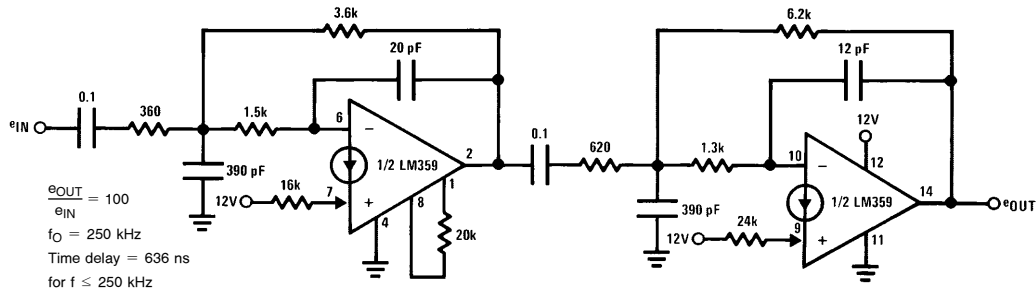 3.6k
6.2k
20 pF
12 pF
eIN
0.1
360
1.5k
6
−
12V
390 pF
1/2 LM359
2
0.1
620
1.3k
10
−
12
eOUT
eIN
= 100
fO = 250 kHz
Time delay = 636 ns
for f ≤ 250 kHz
12V
16k
7
+
4
8
1
20k
390 pF
1/2 LM359
14
eOUT
12V
24k
9
+
11